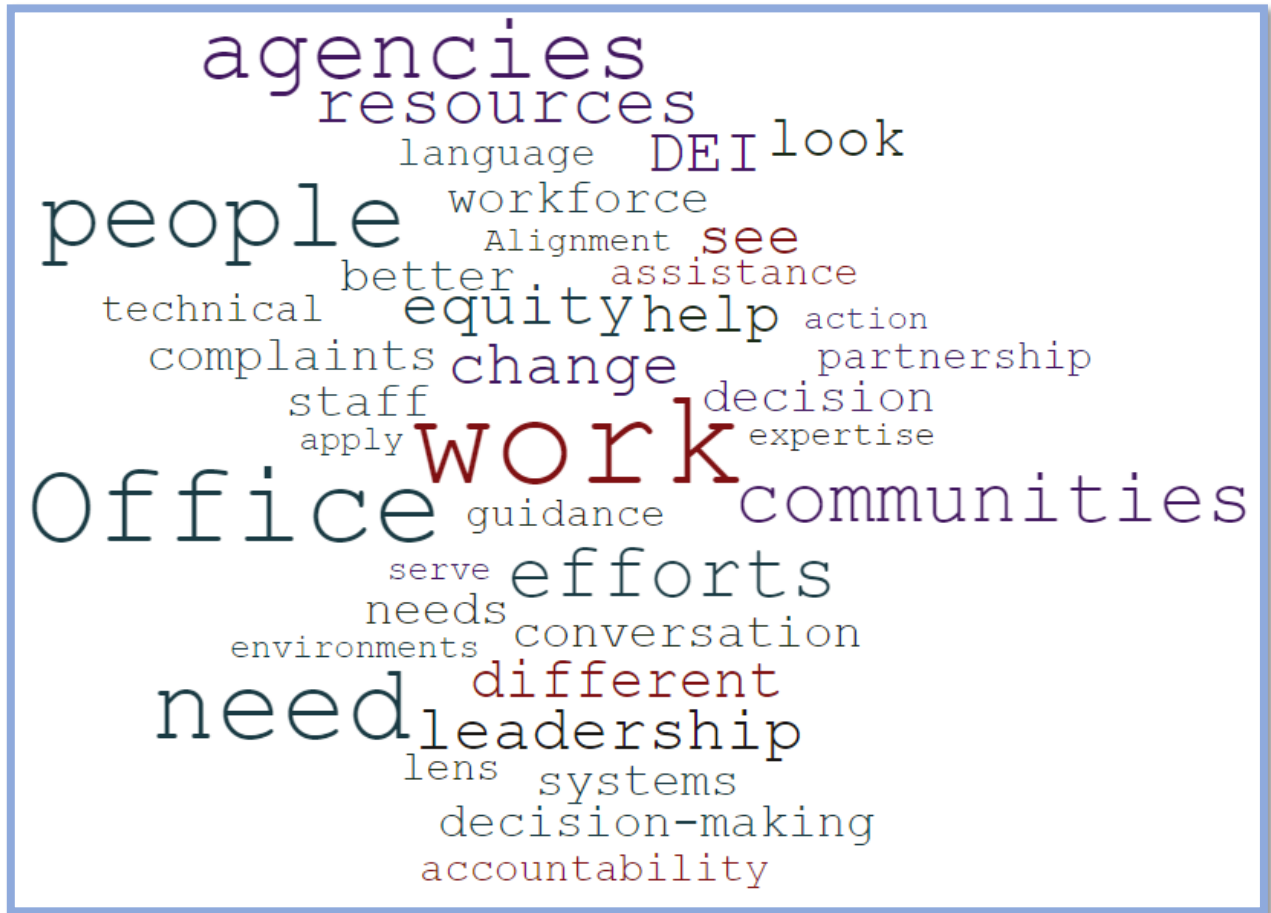 agencies
resources
language DEI look
people workforce
Alignment see
better assistance
technical equity help action
complaints change partnership
staff decision
apply work expertise
Office guidance communities
serve efforts
needs
environments conversation
need different
leadership
lens systems
decision-making
accountability